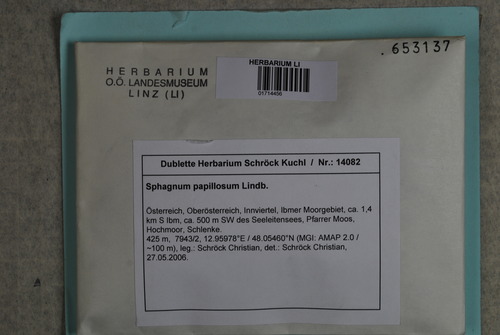 . 653137
HERBARIUM LI
01714456
HERBARIUM
O.Ö. LANDESMUSEUM
LINZ (LI)
Dublette Herbarium Schröck Kuchl / Nr.: 14082
Sphagnum papillosum Lindb.
Österreich, Oberösterreich, Innviertel, Ibmer Moorgebiet, ca. 1,4
km S Ibm, ca. 500 m SW des Seeleitensees, Pfarrer Moos,
Hochmoor, Schlenke.
425 m, 7943/2, 12.95978°E / 48.05460°N (MGI: AMAP 2.0 /
~100 m), leg.: Schröck Christian, det.: Schröck Christian,
27.05.2006.